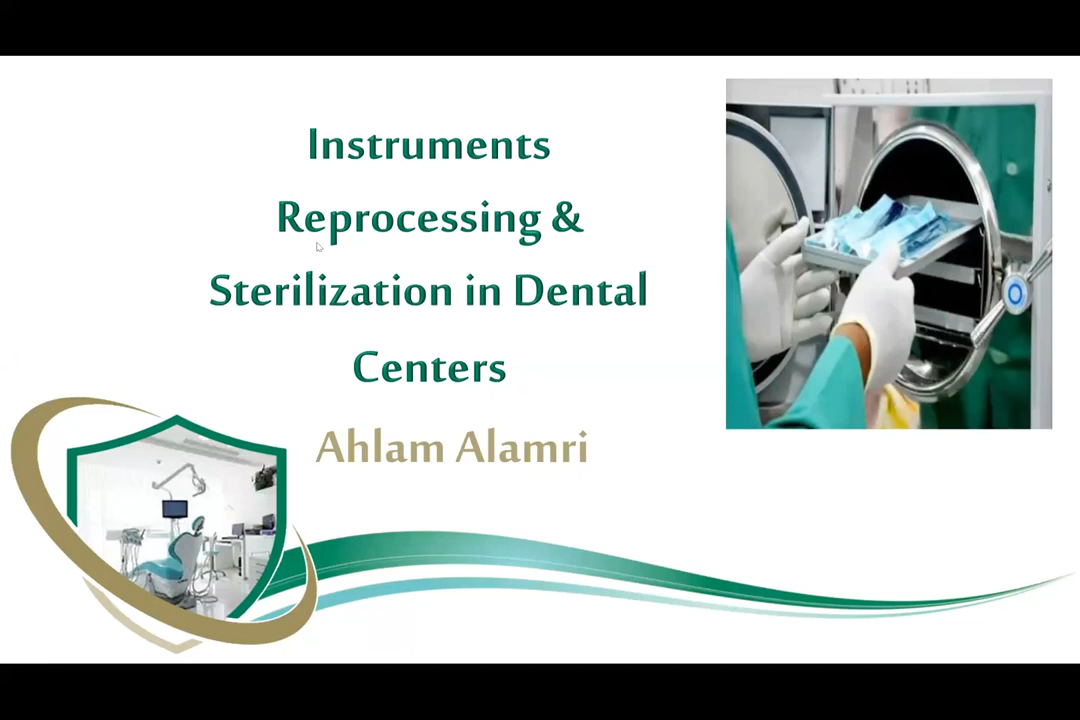 Instruments
Reprocessing &
Sterilization in Dental
Centers
Ahlam Alamri